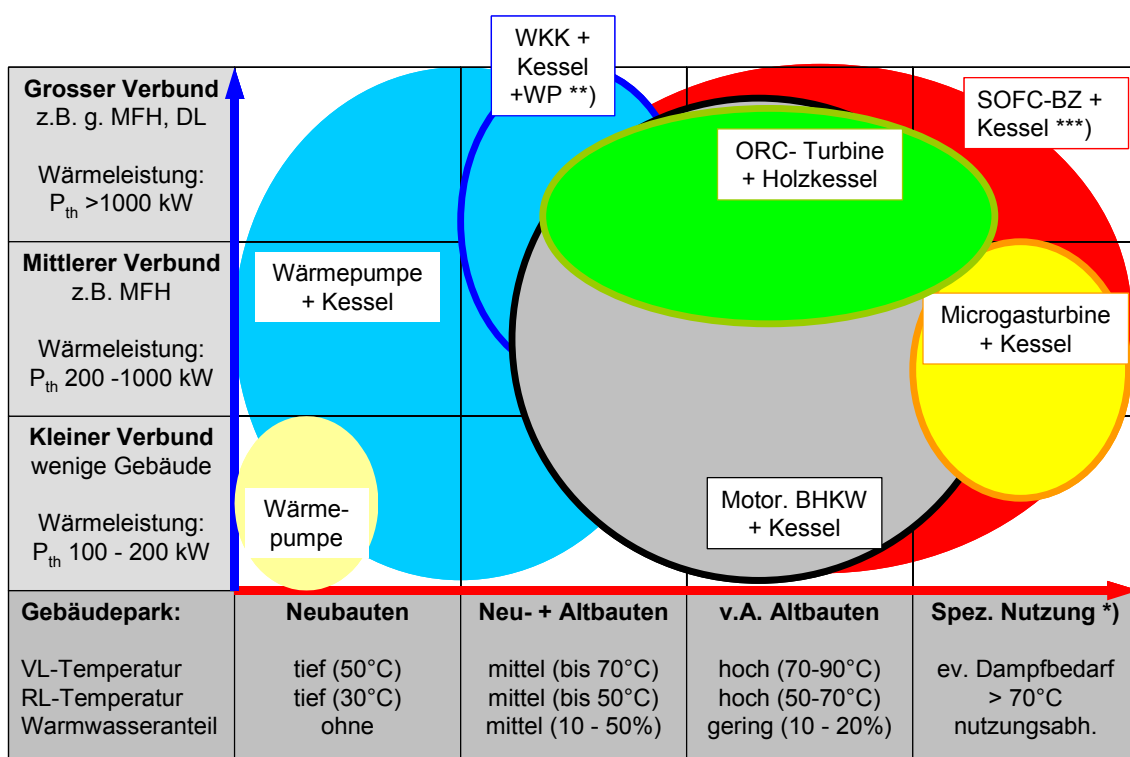 WKK +
Kessel
+WP **)
SOFC-BZ +
Kessel ***)
ORC- Turbine
+ Holzkessel
Wärmepumpe
+ Kessel
Microgasturbine
+ Kessel
Motor. BHKW
+ Kessel
Wärme-
pumpe
Grosser Verbund
z.B. g. MFH, DL
Wärmeleistung:
P_th >1000 kW
Mittlerer Verbund
z.B. MFH
Wärmeleistung:
P_th 200 -1000 kW
Kleiner Verbund
wenige Gebäude
Wärmeleistung:
P_th 100 - 200 kW
Gebäudepark: Neubauten Neu- + Altbauten v.A. Altbauten Spez. Nutzung *)
VL-Temperatur tief (50°C) mittel (bis 70°C) hoch (70-90°C) ev. Dampfbedarf
RL-Temperatur tief (30°C) mittel (bis 50°C) hoch (50-70°C) > 70°C
Warmwasseranteil ohne mittel (10 - 50%) gering (10 - 20%) nutzungsabh.